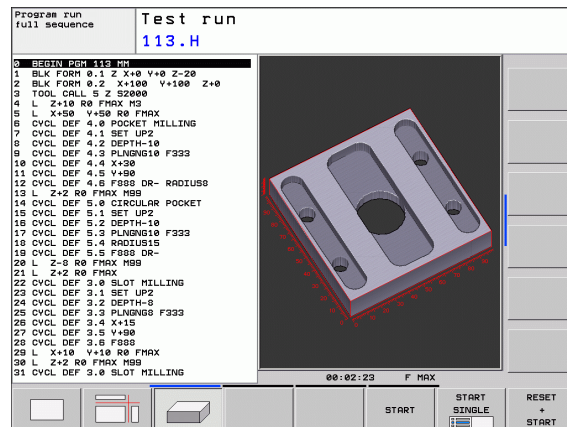 Program run
full sequence
Test run
113.H
0 BEGIN PGM 113 MM
1 BLK FORM 0.1 Z X+0 Y+0 Z-20
2 BLK FORM 0.2 X+100 Y+100 Z+0
3 TOOL CALL 5 Z S2000
4 L Z+10 R0 FMAX M3
5 L X+50 Y+50 R0 FMAX
6 CYCL DEF 4.0 POCKET MILLING
7 CYCL DEF 4.1 SET UP2
8 CYCL DEF 4.2 DEPTH-10
9 CYCL DEF 4.3 PLNGNG10 F333
10 CYCL DEF 4.4 X+30
11 CYCL DEF 4.5 Y+90
12 CYCL DEF 4.6 F888 DR- RADIUS8
13 L Z+2 R0 FMAX M99
14 CYCL DEF 5.0 CIRCULAR POCKET
15 CYCL DEF 5.1 SET UP2
16 CYCL DEF 5.2 DEPTH-10
17 CYCL DEF 5.3 PLNGNG10 F333
18 CYCL DEF 5.4 RADIUS15
19 CYCL DEF 5.5 F888 DR-
20 L Z-8 R0 FMAX M99
21 L Z+2 R0 FMAX
22 CYCL DEF 3.0 SLOT MILLING
23 CYCL DEF 3.1 SET UP2
24 CYCL DEF 3.2 DEPTH-8
25 CYCL DEF 3.3 PLNGNG8 F333
26 CYCL DEF 3.4 X+15
27 CYCL DEF 3.5 Y+90
28 CYCL DEF 3.6 F888
29 L X+10 Y+10 R0 FMAX
30 L Z+2 R0 FMAX M99
31 CYCL DEF 3.0 SLOT MILLING
00:02:23 F MAX
START
START
SINGLE
RESET
+
START